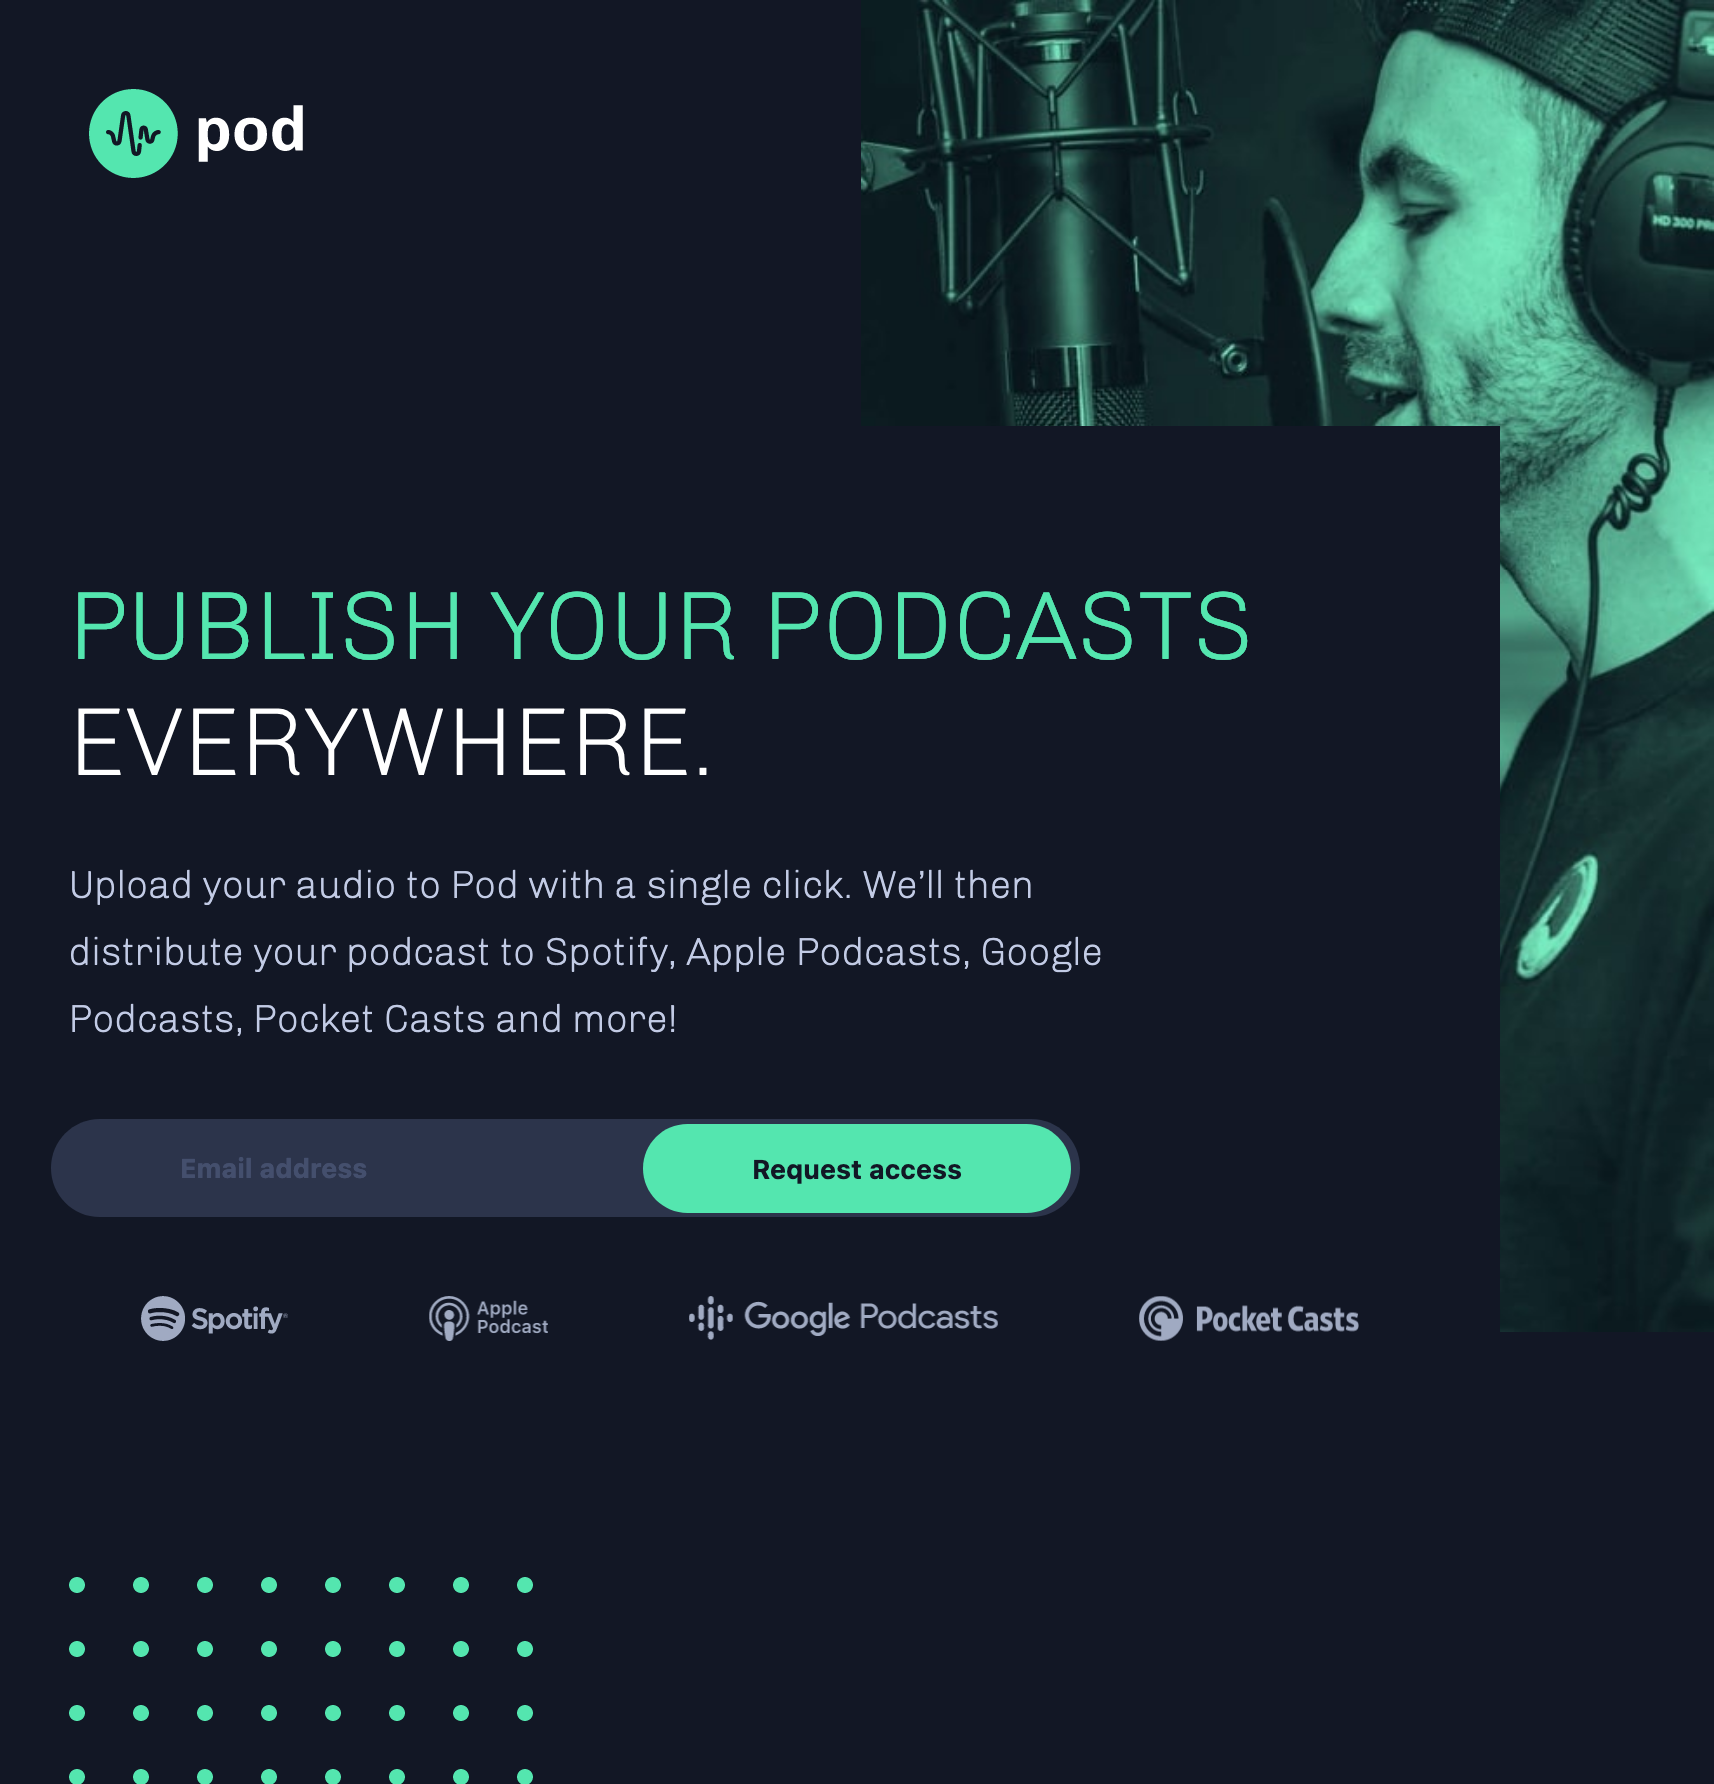 pod
HD 300
PUBLISH YOUR PODCASTS
EVERYWHERE.
Upload your audio to Pod with a single click. We’ll then
distribute your podcast to Spotify, Apple Podcasts, Google
Podcasts, Pocket Casts and more!
Email address
Request access
Spotify
Apple
Podcast
Google Podcasts
Pocket Casts